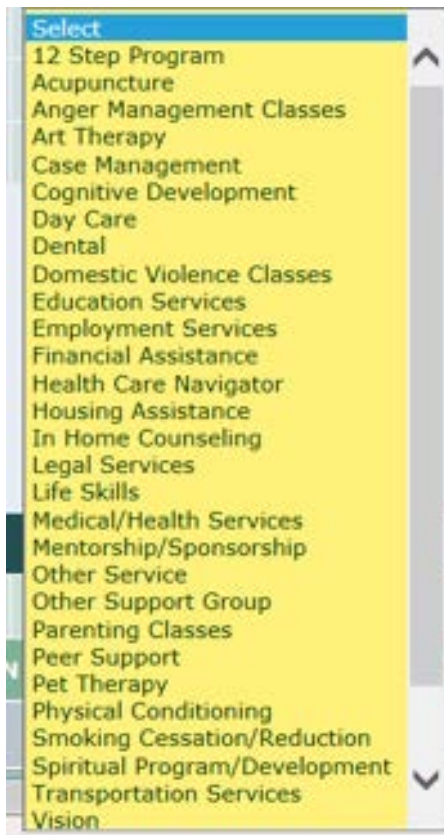 Select
12 Step Program
Acupuncture
Anger Management Classes
Art Therapy
Case Management
Cognitive Development
Day Care
Dental
Domestic Violence Classes
Education Services
Employment Services
Financial Assistance
Health Care Navigator
Housing Assistance
In Home Counseling
Legal Services
Life Skills
Medical/Health Services
Mentorship/Sponsorship
Other Service
Other Support Group
Parenting Classes
Peer Support
Pet Therapy
Physical Conditioning
Smoking Cessation/Reduction
Spiritual Program/Development
Transportation Services
Vision